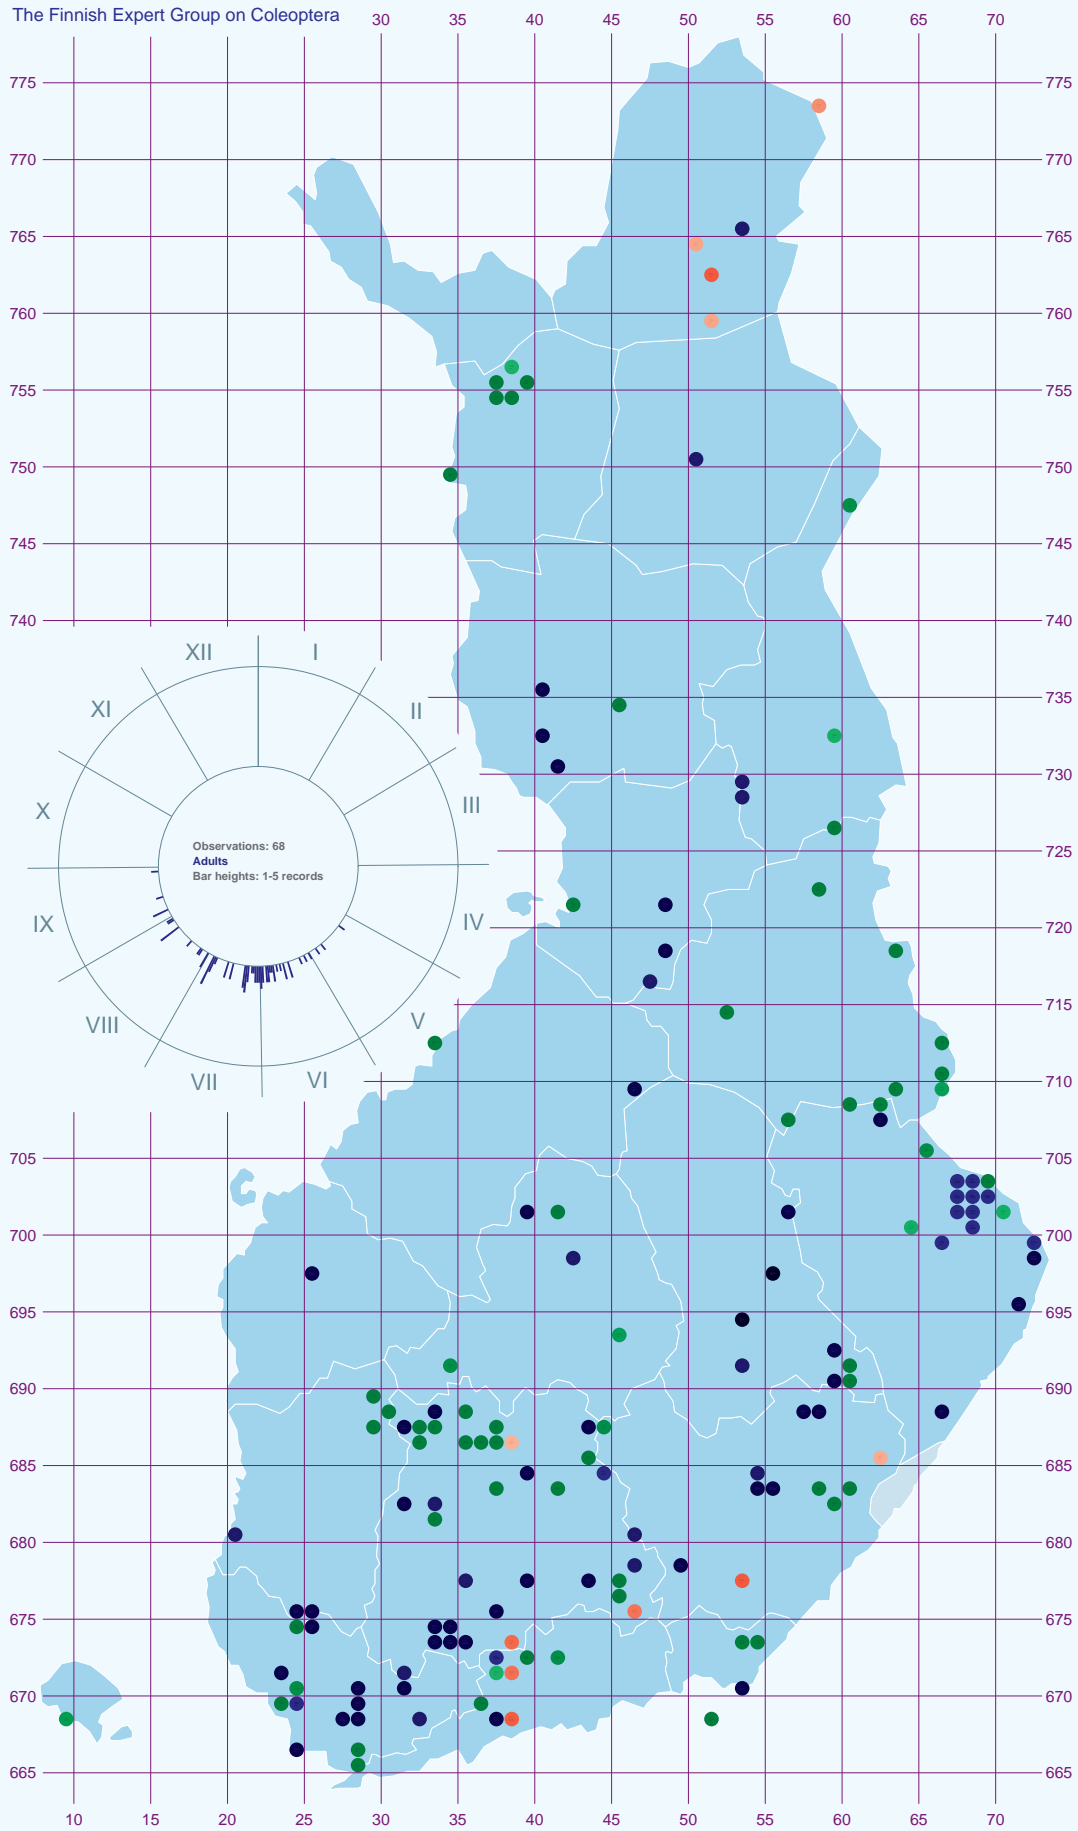 The Finnish Expert Group on Coleoptera
30 35 40 45 50 55 60 65 70
775 775
770 770
765 765
760 760
755 755
750 750
745 745
740 740
XII I
XI II
735
X III
730
Observations: 68
Adults
Bar heights: 1-5 records
725
IX IV
720
VIII V
715
VII VI
710
705 705
700 700
695 695
690 690
685 685
680 680
675 675
670 670
665 665
10 15 20 25 30 35 40 45 50 55 60 65 70